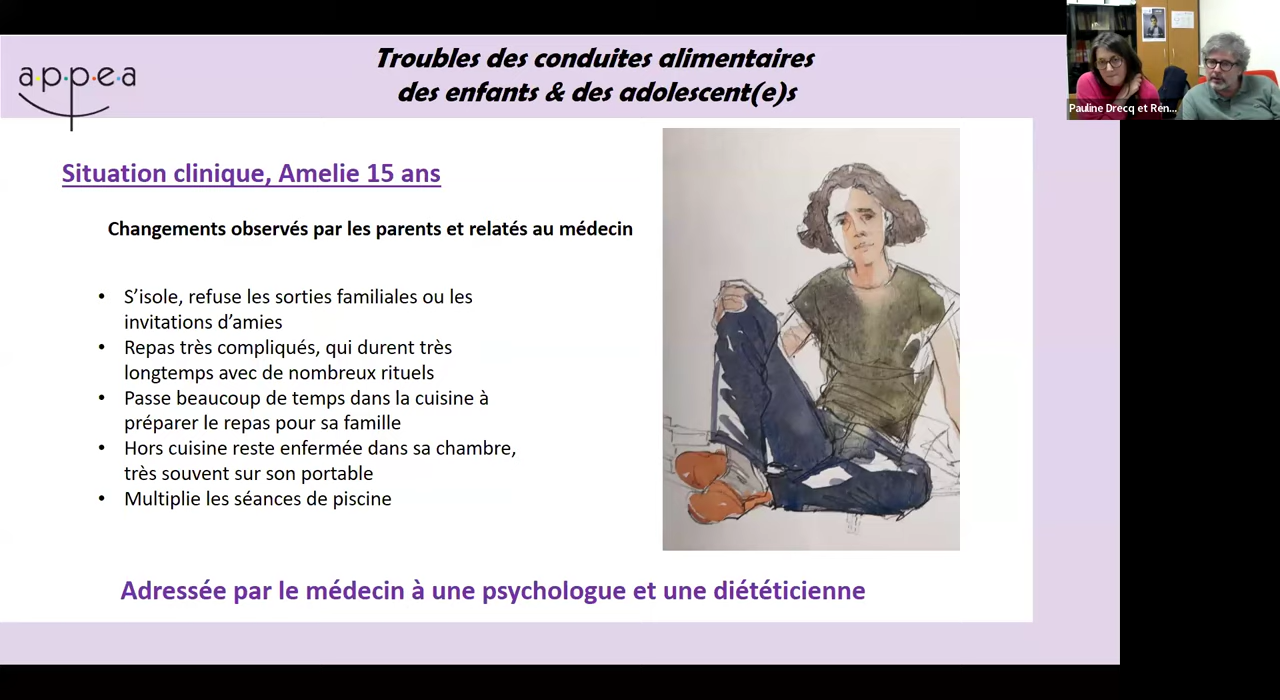 appea
Troubles des conduites alimentaires
des enfants & des adolescent(e)s
Pauline Drecq et Rén...
Situation clinique, Amelie 15 ans
Changements observés par les parents et relatés au médecin
• S’isole, refuse les sorties familiales ou les
invitations d’amies
• Repas très compliqués, qui durent très
longtemps avec de nombreux rituels
• Passe beaucoup de temps dans la cuisine à
préparer le repas pour sa famille
• Hors cuisine reste enfermée dans sa chambre,
très souvent sur son portable
• Multiplie les séances de piscine
Adressée par le médecin à une psychologue et une diététicienne